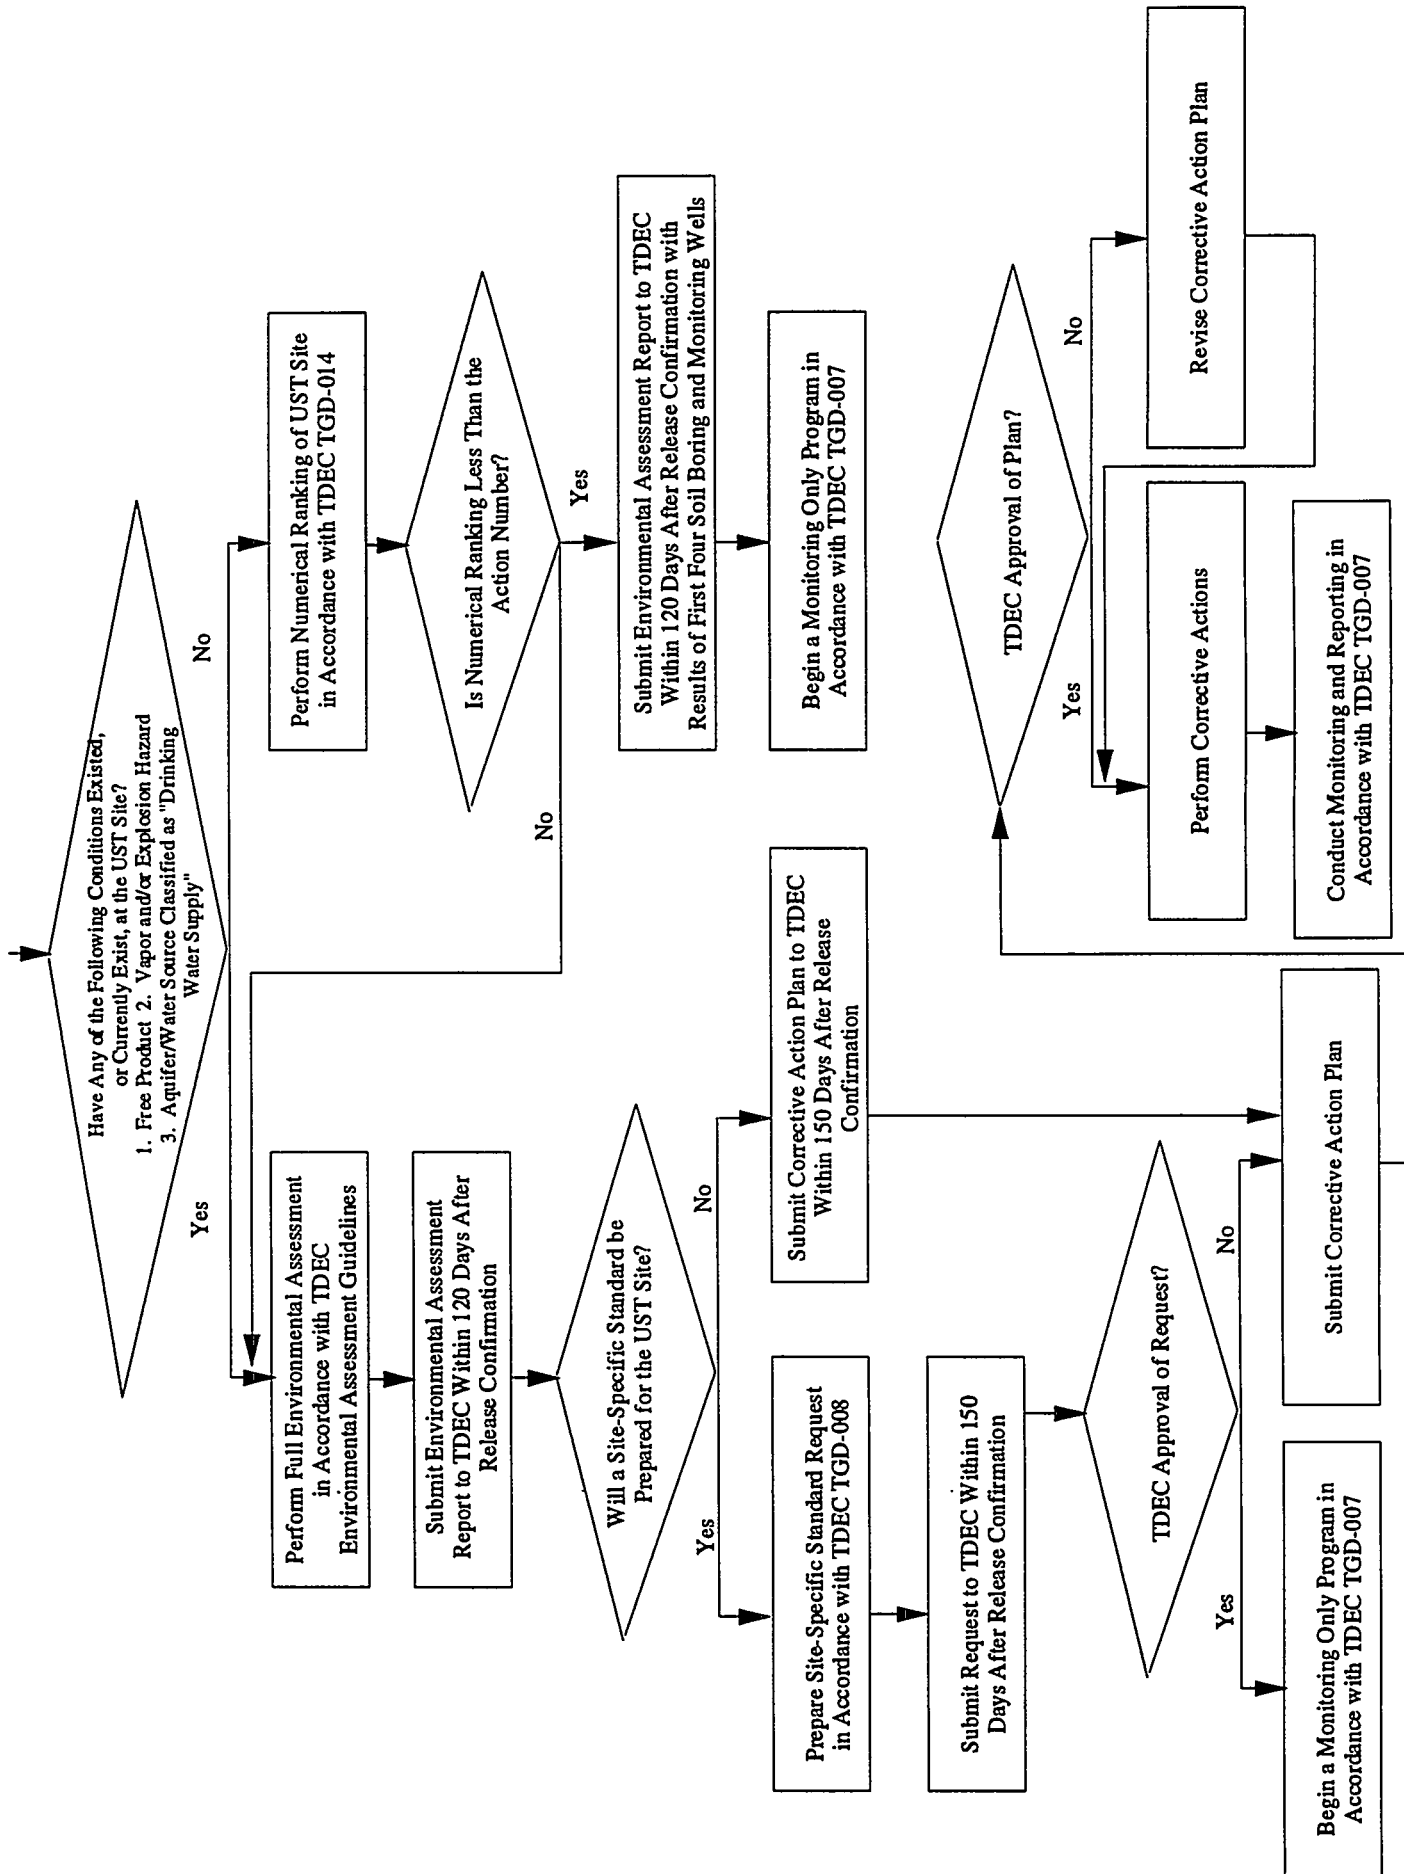 Have Any of the Following Conditions Existed,
or Currently Exist, at the UST Site?
1. Free Product 2. Vapor and/or Explosion Hazard
3. Aquifer/Water Source Classified as "Drinking
Water Supply"
Yes
No
Perform Full Environmental Assessment
in Accordance with TDEC
Environmental Assessment Guidelines
Perform Numerical Ranking of UST Site
in Accordance with TDEC TGD-014
Submit Environmental Assessment
Report to TDEC Within 120 Days After
Release Confirmation
Is Numerical Ranking Less Than the
Action Number?
No
Yes
Will a Site-Specific Standard be
Prepared for the UST Site?
Submit Environmental Assessment Report to TDEC
Within 120 Days After Release Confirmation with
Results of First Four Soil Boring and Monitoring Wells
Yes
No
Prepare Site-Specific Standard Request
in Accordance with TDEC TGD-008
Submit Corrective Action Plan to TDEC
Within 150 Days After Release
Confirmation
Begin a Monitoring Only Program in
Accordance with TDEC TGD-007
Submit Request to TDEC Within 150
Days After Release Confirmation
TDEC Approval of Request?
TDEC Approval of Plan?
Yes
No
Yes
No
Begin a Monitoring Only Program in
Accordance with TDEC TGD-007
Submit Corrective Action Plan
Perform Corrective Actions
Revise Corrective Action Plan
Conduct Monitoring and Reporting in
Accordance with TDEC TGD-007